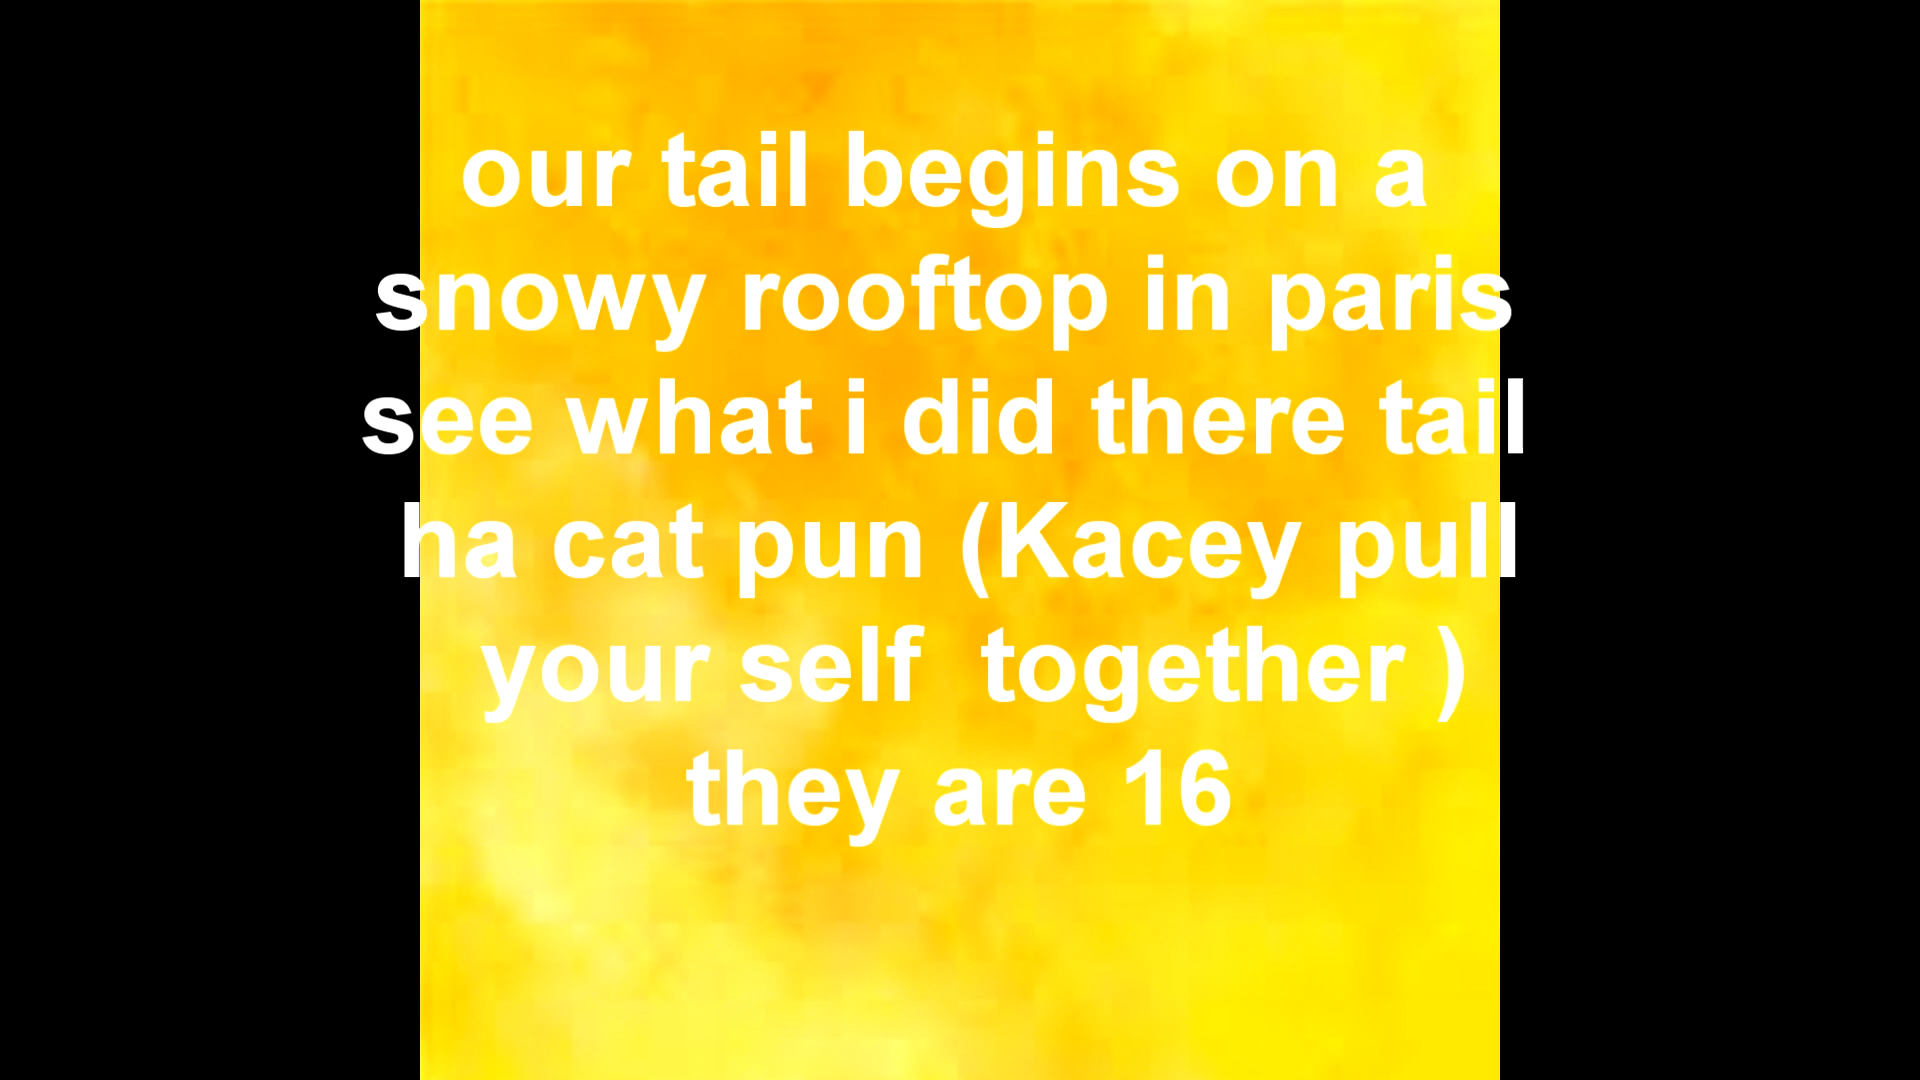 our tail begins on a
snowy rooftop in paris
see what i did there tail
ha cat pun (Kacey pull
your self  together )
they are 16